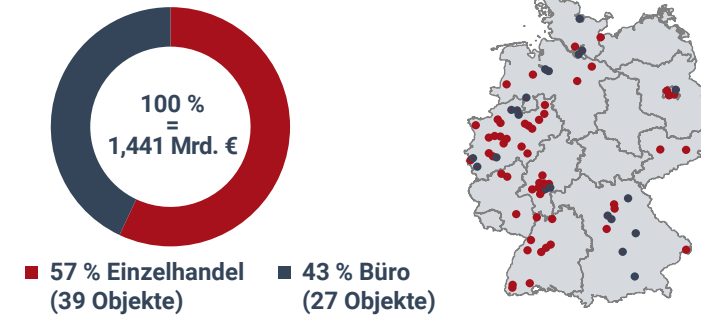 100 %
=
1,441 Mrd. €
57 % Einzelhandel
(39 Objekte)
43 % Büro
(27 Objekte)